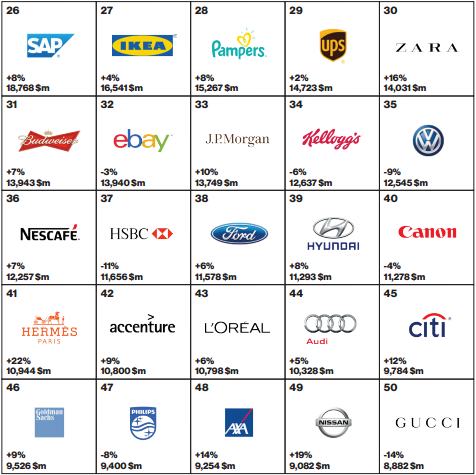 26 27 28 29 30
SAP IKEA Pampers ups ZARA
+8% +4% +8% +2% +16%
18,768 $m 16,541 $m 15,267 $m 14,723 $m 14,031 $m
31 32 33 34 35
Budweiser ebay J.P.Morgan Kellogg's VW
+7% -3% +10% -6% -9%
13,943 $m 13,940 $m 13,749 $m 12,637 $m 12,545 $m
36 37 38 39 40
NESCAFÉ HSBC Ford HYUNDAI Canon
+7% -11% +6% +8% -4%
12,257 $m 11,656 $m 11,578 $m 11,293 $m 11,278 $m
41 42 43 44 45
HERMÈS PARIS accenture L'ORÉAL Audi citi
+22% +9% +6% +5% +12%
10,944 $m 10,800 $m 10,798 $m 10,328 $m 9,784 $m
46 47 48 49 50
Goldman Sachs PHILIPS AXA NISSAN GUCCI
+9% -8% +14% +19% -14%
9,526 $m 9,400 $m 9,254 $m 9,082 $m 8,882 $m